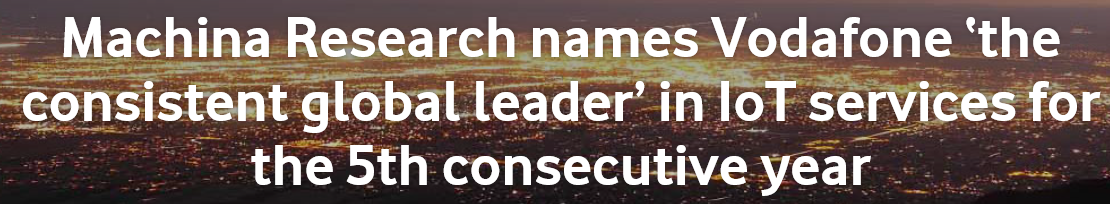 Machina Research names Vodafone ‘the
consistent global leader’ in IoT services for
the 5th consecutive year